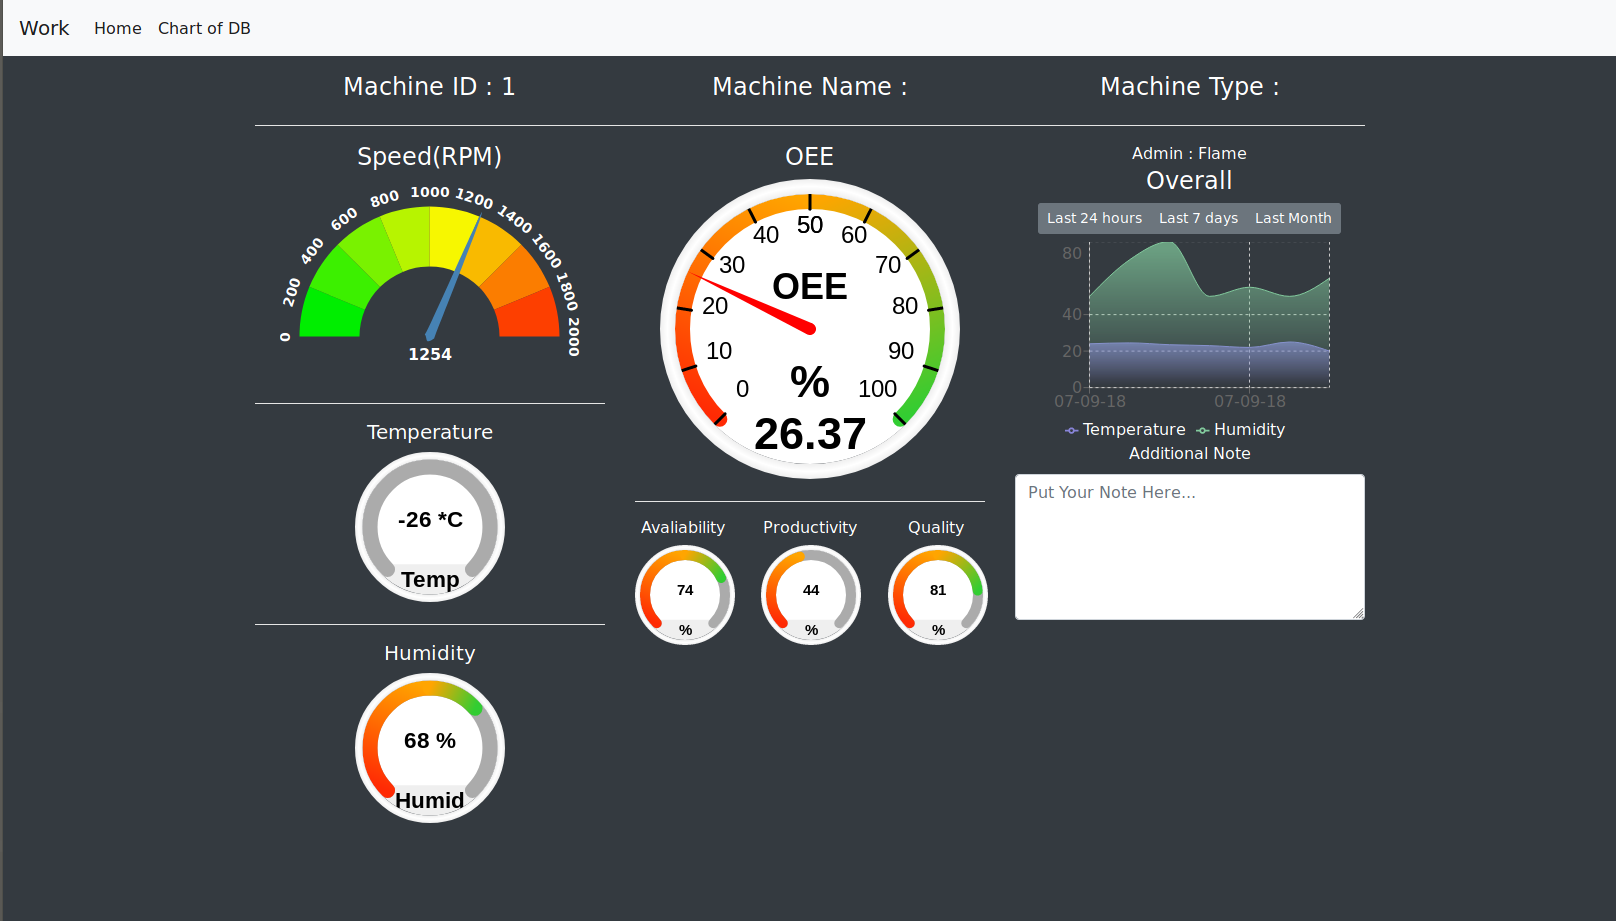 Work Home Chart of DB
Machine ID : 1
Machine Name :
Machine Type :
Speed(RPM)
0
200
400
600
800
1000
1200
1400
1600
1800
2000
1254
Temperature
-26 *C
Temp
Humidity
68 %
Humid
OEE
0
10
20
30
40
50
60
70
80
90
100
OEE
%
26.37
Avaliability
74
%
Productivity
44
%
Quality
81
%
Admin : Flame
Overall
Last 24 hours Last 7 days Last Month
80
40
20
0
07-09-18 07-09-18
Temperature Humidity
Additional Note
Put Your Note Here...